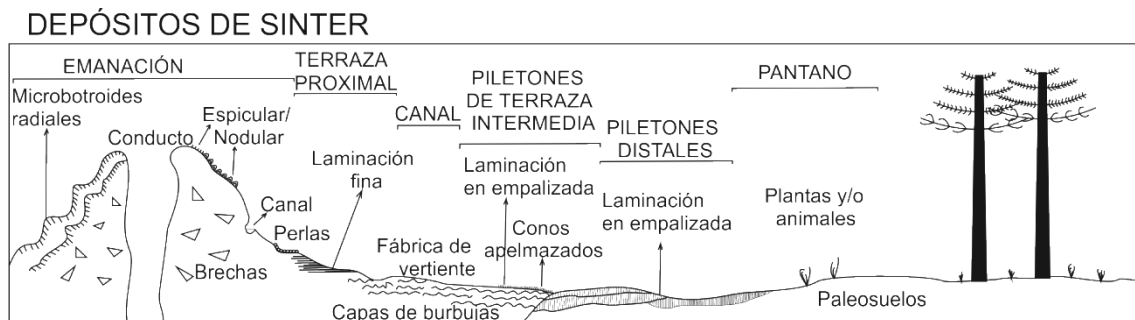 DEPÓSITOS DE SINTER
EMANACIÓN
TERRAZA
PROXIMAL
CANAL
PILETONES
DE TERRAZA
INTERMEDIA
PILETONES
DISTALES
PANTANO
Microbotroides
radiales
Conducto
Espicular/
Nodular
Canal
Perlas
Brechas
Laminación
fina
Fábrica de
vertiente
Capas de burbujas
Laminación
en empalizada
Conos
apelmazados
Laminación
en empalizada
Plantas y/o
animales
Paleosuelos